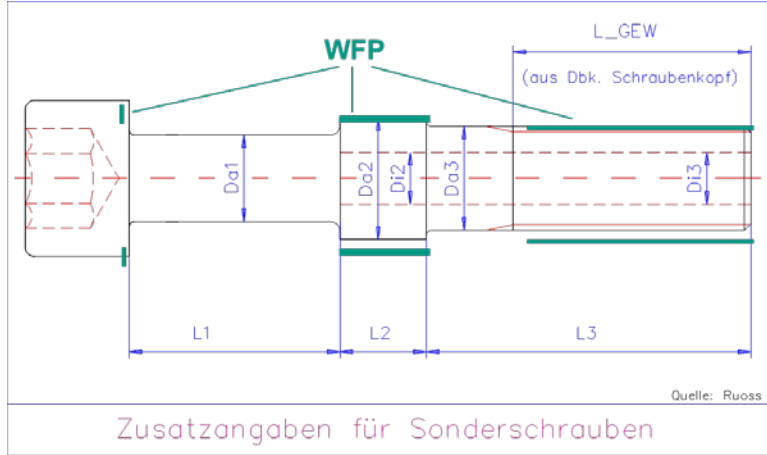 L_GEW
WFP
(aus Dbk. Schraubenkopf)
Da1
Da2
Di2
Da3
Di3
L1
L2
L3
Quelle: Ruoss
Zusatzangaben für Sonderschrauben